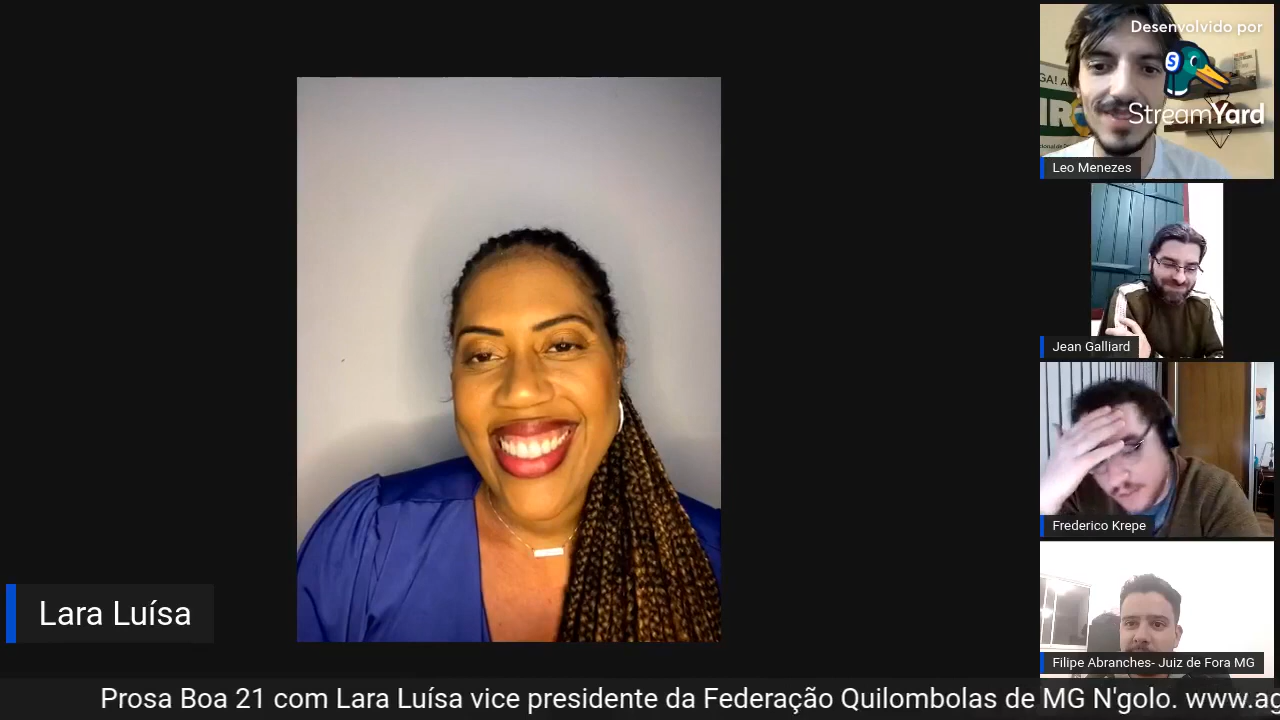 Desenvolvido por
S
StreamYard
GA! A
Leo Menezes
Jean Galliard
Frederico Krepe
Filipe Abranches- Juiz de Fora MG
Lara Luísa
Prosa Boa 21 com Lara Luísa vice presidente da Federação Quilombolas de MG N'golo. www.ag